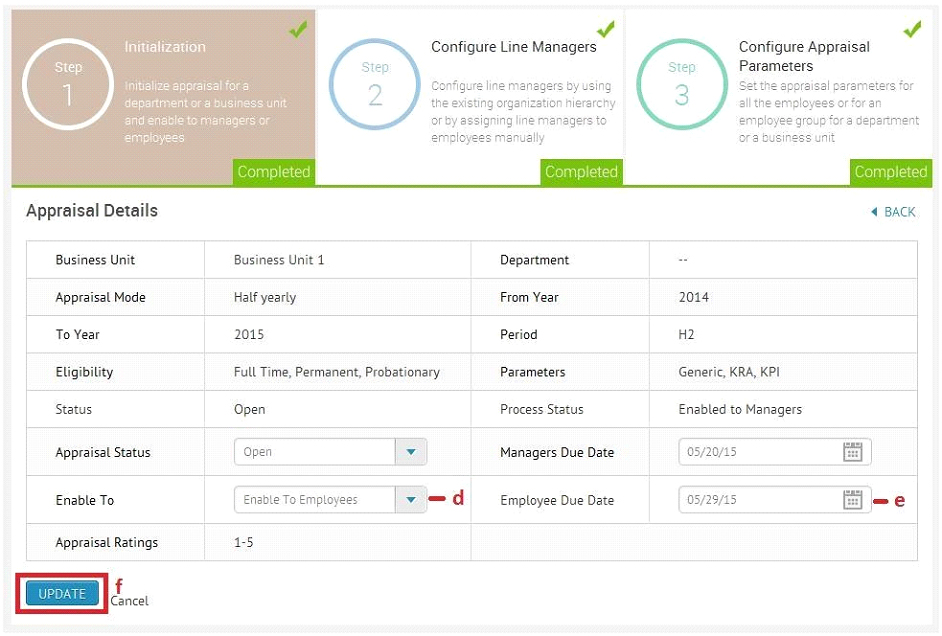 Step
1
Initialization
Initialize appraisal for a
department or a business unit
and enable to managers or
employees
Completed
Step
2
Configure Line Managers
Configure line managers by using
the existing organization hierarchy
or by assigning line managers to
employees manually
Completed
Step
3
Configure Appraisal
Parameters
Set the appraisal parameters for
all the employees or for an
employee group for a department
or a business unit
Completed
Appraisal Details
BACK
Business Unit Business Unit 1 Department --
Appraisal Mode Half yearly From Year 2014
To Year 2015 Period H2
Eligibility Full Time, Permanent, Probationary Parameters Generic, KRA, KPI
Status Open Process Status Enabled to Managers
Appraisal Status Open Managers Due Date 05/20/15
Enable To Enable To Employees d Employee Due Date 05/29/15 e
Appraisal Ratings 1-5
UPDATE f
Cancel